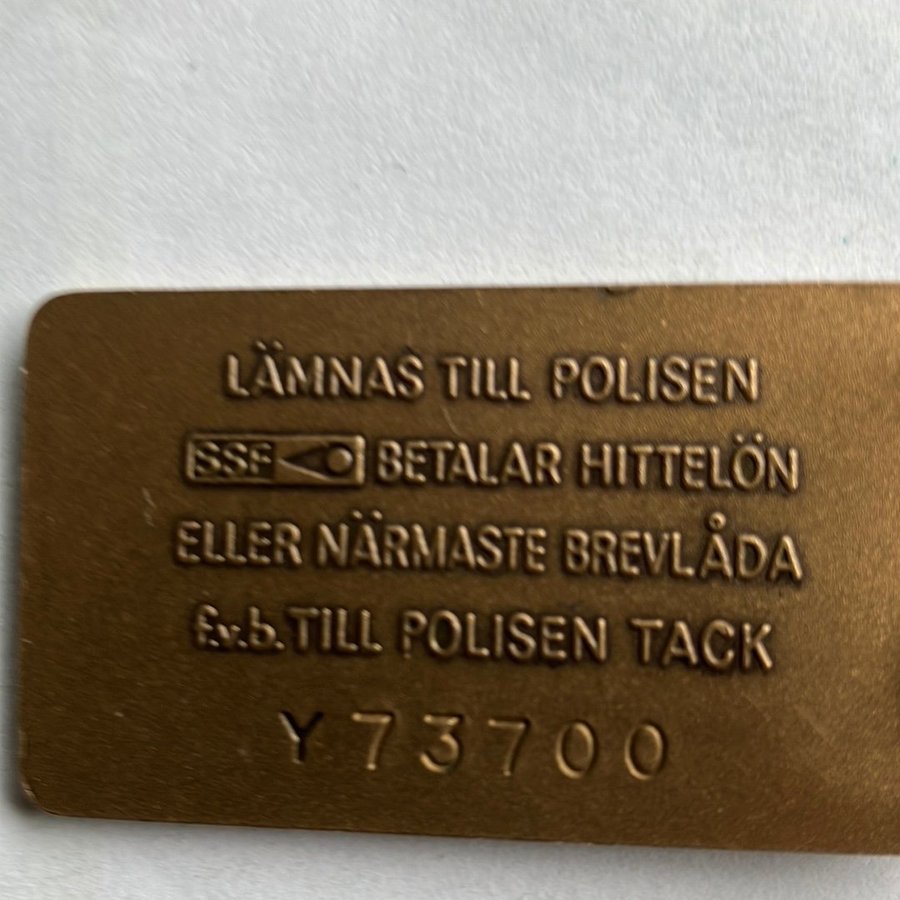 LÄMNAS TILL POLISEN
SSF BETALAR HITTELÖN
ELLER NÄRMASTE BREVLÅDA
f.v.b. TILL POLISEN TACK
Y 73700